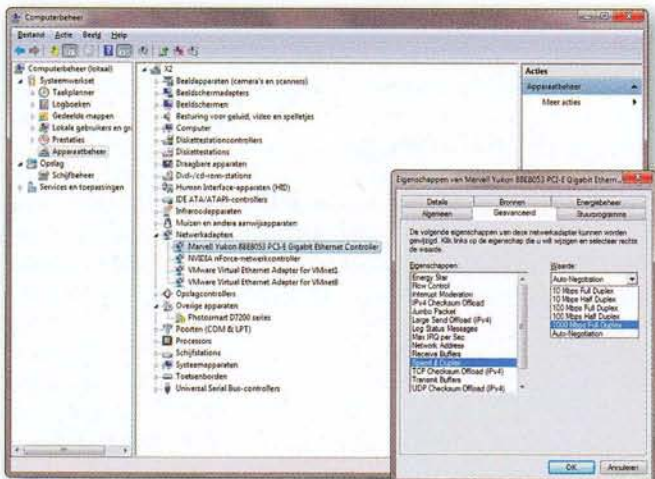 Computerbeheer
Bestand Actie Beeld Help
Computerbeheer (lokaal)
Systeemwerkset
Taakplanner
Logboeken
Gedeelde mappen
Lokale gebruikers en gr
Prestaties
Apparaatbeheer
Opslag
Schijfbeheer
Services en toepassingen
X2
Beeldapparaten (camera's en scanners)
Beeldschermadapters
Beeldschermen
Besturing voor geluid, video en spelletjes
Computer
Diskettestationcontrollers
Diskettestations
Draagbare apparaten
Dvd-/cd-rom-stations
Human Interface-apparaten (HID)
IDE ATA/ATAPI-controllers
Infraroodapparaten
Muizen en andere aanwijsapparaten
Netwerkadapters
Marvell Yukon 88E8053 PCI-E Gigabit Ethernet Controller
NVIDIA nForce-netwerkcontroller
VMware Virtual Ethernet Adapter for VMnet1
VMware Virtual Ethernet Adapter for VMnet8
Opslagcontrollers
Overige apparaten
Photosmart D7200 series
Poorten (COM & LPT)
Processors
Schijfstations
Systeemapparaten
Toetsenborden
Universal Serial Bus-controllers
Acties
Apparaatbeheer
Meer acties
Eigenschappen van Marvell Yukon 88E8053 PCI-E Gigabit Ethern...
Details Bronnen Energiebeheer
Algemeen Geavanceerd Stuurprogramma
De volgende eigenschappen van deze netwerkadapter kunnen worden
gewijzigd. Klik links op de eigenschap die u wilt wijzigen en selecteer rechts
de waarde.
Eigenschappen:
Energy Star
Flow Control
Interrupt Moderation
IPv4 Checksum Offload
Jumbo Packet
Large Send Offload (IPv4)
Log Status Messages
Max IRQ per Sec
Network Address
Receive Buffers
Speed & Duplex
TCP Checksum Offload (IPv4)
Transmit Buffers
UDP Checksum Offload (IPv4)
Waarde:
Auto-Negotiation
10 Mbps Full Duplex
10 Mbps Half Duplex
100 Mbps Full Duplex
100 Mbps Half Duplex
1000 Mbps Full Duplex
Auto-Negotiation
OK Annuleren